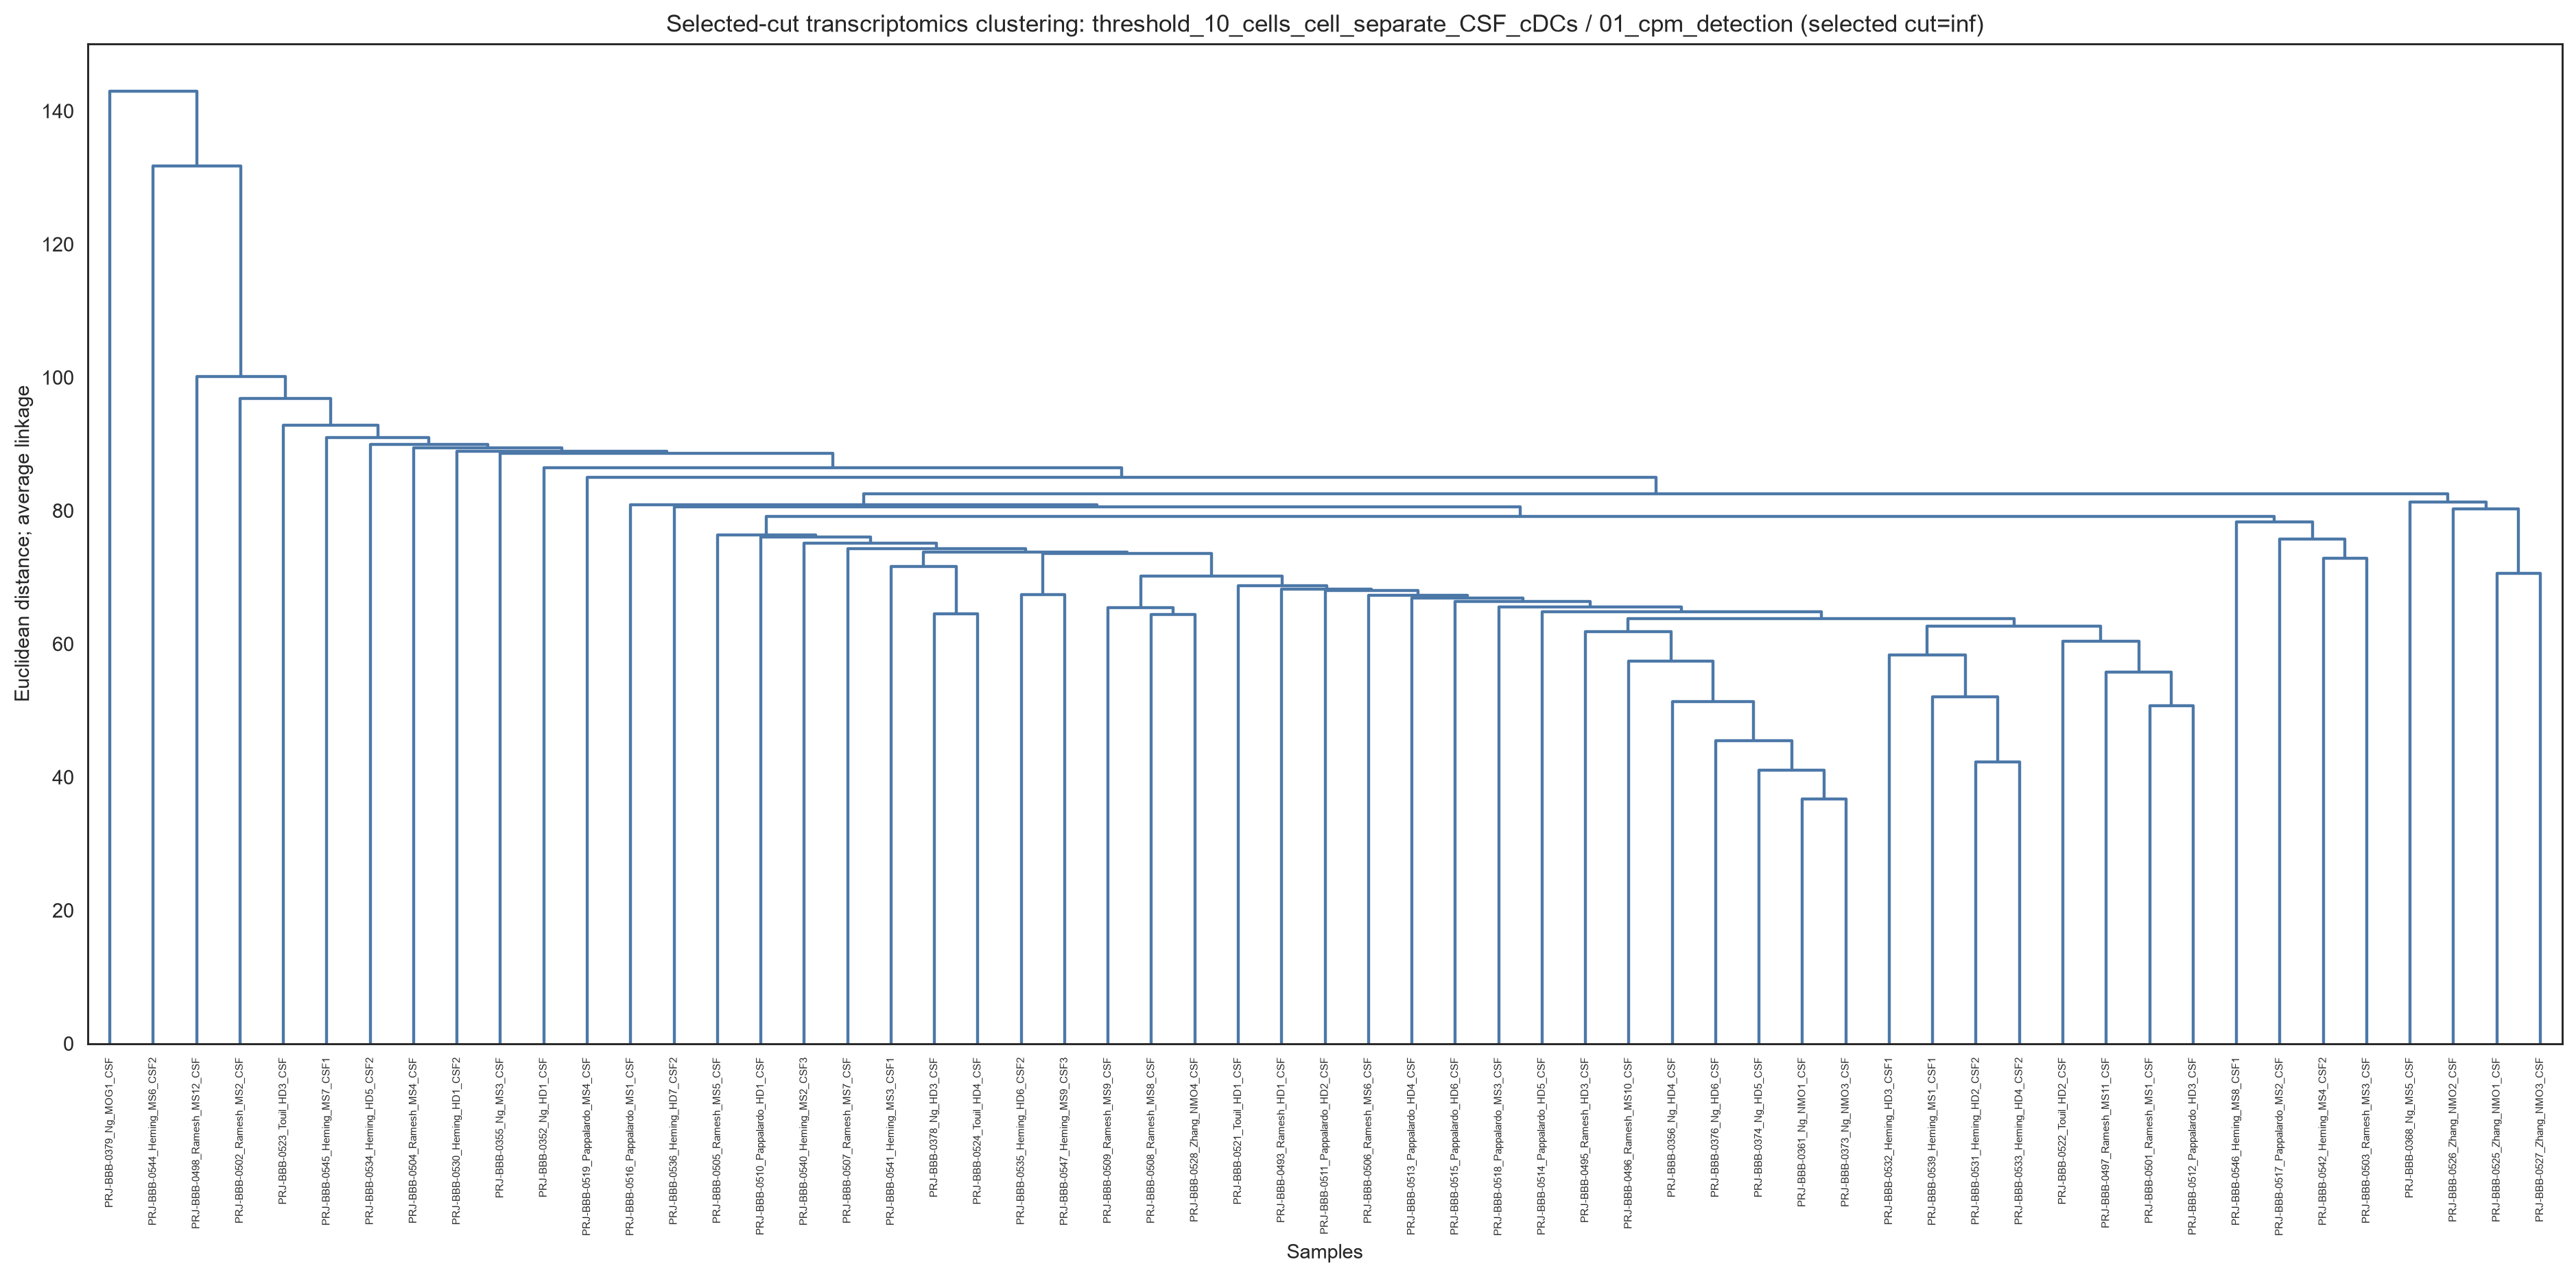 Selected-cut transcriptomics clustering: threshold_10_cells_cell_separate_CSF_cDCs / 01_cpm_detection (selected cut=inf)
Euclidean distance; average linkage
140
120
100
80
60
40
20
0
PRJ-BBB-0379_Ng_MOG1_CSF
PRJ-BBB-0544_Heming_MS6_CSF2
PRJ-BBB-0498_Ramesh_MS12_CSF
PRJ-BBB-0502_Ramesh_MS2_CSF
PRJ-BBB-0523_Touil_HD3_CSF
PRJ-BBB-0545_Heming_MS7_CSF1
PRJ-BBB-0534_Heming_HD5_CSF2
PRJ-BBB-0504_Ramesh_MS4_CSF
PRJ-BBB-0530_Heming_HD1_CSF2
PRJ-BBB-0355_Ng_MS3_CSF
PRJ-BBB-0352_Ng_HD1_CSF
PRJ-BBB-0519_Pappalardo_MS4_CSF
PRJ-BBB-0516_Pappalardo_MS1_CSF
PRJ-BBB-0536_Heming_HD7_CSF2
PRJ-BBB-0505_Ramesh_MS5_CSF
PRJ-BBB-0510_Pappalardo_HD1_CSF
PRJ-BBB-0540_Heming_MS2_CSF3
PRJ-BBB-0507_Ramesh_MS7_CSF
PRJ-BBB-0541_Heming_MS3_CSF1
PRJ-BBB-0378_Ng_HD3_CSF
PRJ-BBB-0524_Touil_HD4_CSF
PRJ-BBB-0535_Heming_HD6_CSF2
PRJ-BBB-0547_Heming_MS9_CSF3
PRJ-BBB-0509_Ramesh_MS9_CSF
PRJ-BBB-0508_Ramesh_MS8_CSF
PRJ-BBB-0528_Zhang_NMO4_CSF
PRJ-BBB-0521_Touil_HD1_CSF
PRJ-BBB-0493_Ramesh_HD1_CSF
PRJ-BBB-0511_Pappalardo_HD2_CSF
PRJ-BBB-0506_Ramesh_MS6_CSF
PRJ-BBB-0513_Pappalardo_HD4_CSF
PRJ-BBB-0515_Pappalardo_HD6_CSF
PRJ-BBB-0518_Pappalardo_MS3_CSF
PRJ-BBB-0514_Pappalardo_HD5_CSF
PRJ-BBB-0495_Ramesh_HD3_CSF
PRJ-BBB-0496_Ramesh_MS10_CSF
PRJ-BBB-0356_Ng_HD4_CSF
PRJ-BBB-0376_Ng_HD6_CSF
PRJ-BBB-0374_Ng_HD5_CSF
PRJ-BBB-0361_Ng_NMO1_CSF
PRJ-BBB-0373_Ng_NMO3_CSF
PRJ-BBB-0532_Heming_HD3_CSF1
PRJ-BBB-0539_Heming_MS1_CSF1
PRJ-BBB-0531_Heming_HD2_CSF2
PRJ-BBB-0533_Heming_HD4_CSF2
PRJ-BBB-0522_Touil_HD2_CSF
PRJ-BBB-0497_Ramesh_MS11_CSF
PRJ-BBB-0501_Ramesh_MS1_CSF
PRJ-BBB-0512_Pappalardo_HD3_CSF
PRJ-BBB-0546_Heming_MS8_CSF1
PRJ-BBB-0517_Pappalardo_MS2_CSF
PRJ-BBB-0542_Heming_MS4_CSF2
PRJ-BBB-0503_Ramesh_MS3_CSF
PRJ-BBB-0368_Ng_MS5_CSF
PRJ-BBB-0526_Zhang_NMO2_CSF
PRJ-BBB-0525_Zhang_NMO1_CSF
PRJ-BBB-0527_Zhang_NMO3_CSF
Samples